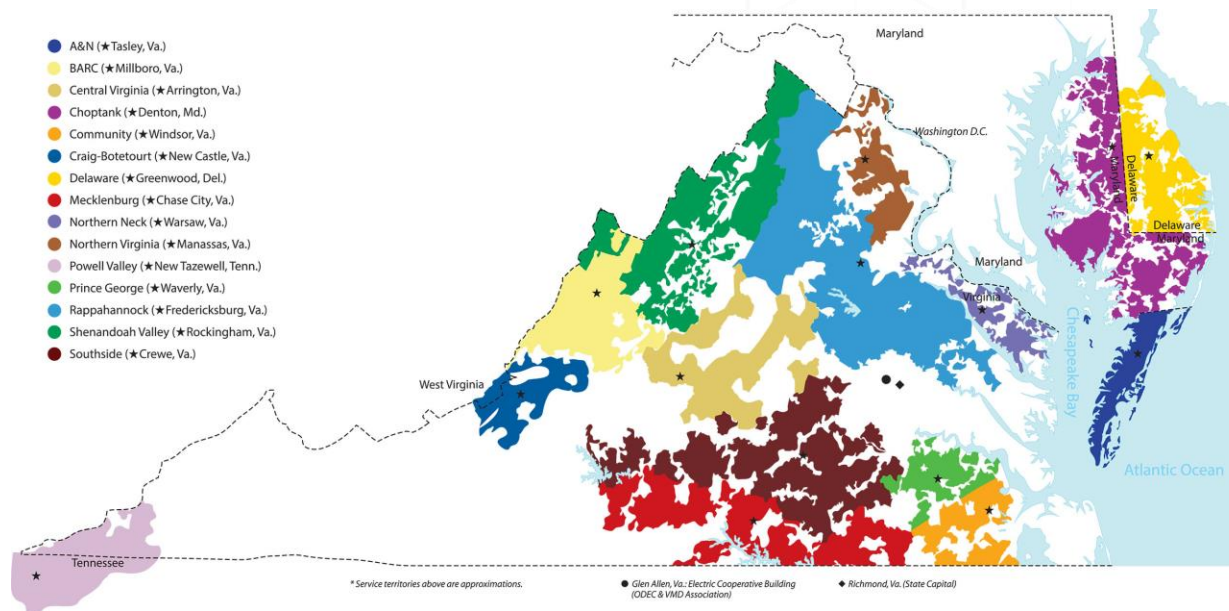 A&N (★Tasley, Va.)
BARC (★Millboro, Va.)
Central Virginia (★Arrington, Va.)
Choptank (★Denton, Md.)
Community (★Windsor, Va.)
Craig-Botetourt (★New Castle, Va.)
Delaware (★Greenwood, Del.)
Mecklenburg (★Chase City, Va.)
Northern Neck (★Warsaw, Va.)
Northern Virginia (★Manassas, Va.)
Powell Valley (★New Tazewell, Tenn.)
Prince George (★Waverly, Va.)
Rappahannock (★Fredericksburg, Va.)
Shenandoah Valley (★Rockingham, Va.)
Southside (★Crewe, Va.)
Maryland
Washington D.C.
Maryland
Delaware
Delaware
Maryland
Maryland
Virginia
Chesapeake Bay
West Virginia
Atlantic Ocean
Tennessee
* Service territories above are approximations.
● Glen Allen, Va.: Electric Cooperative Building
(ODEC & VMD Association)
◆ Richmond, Va. (State Capital)